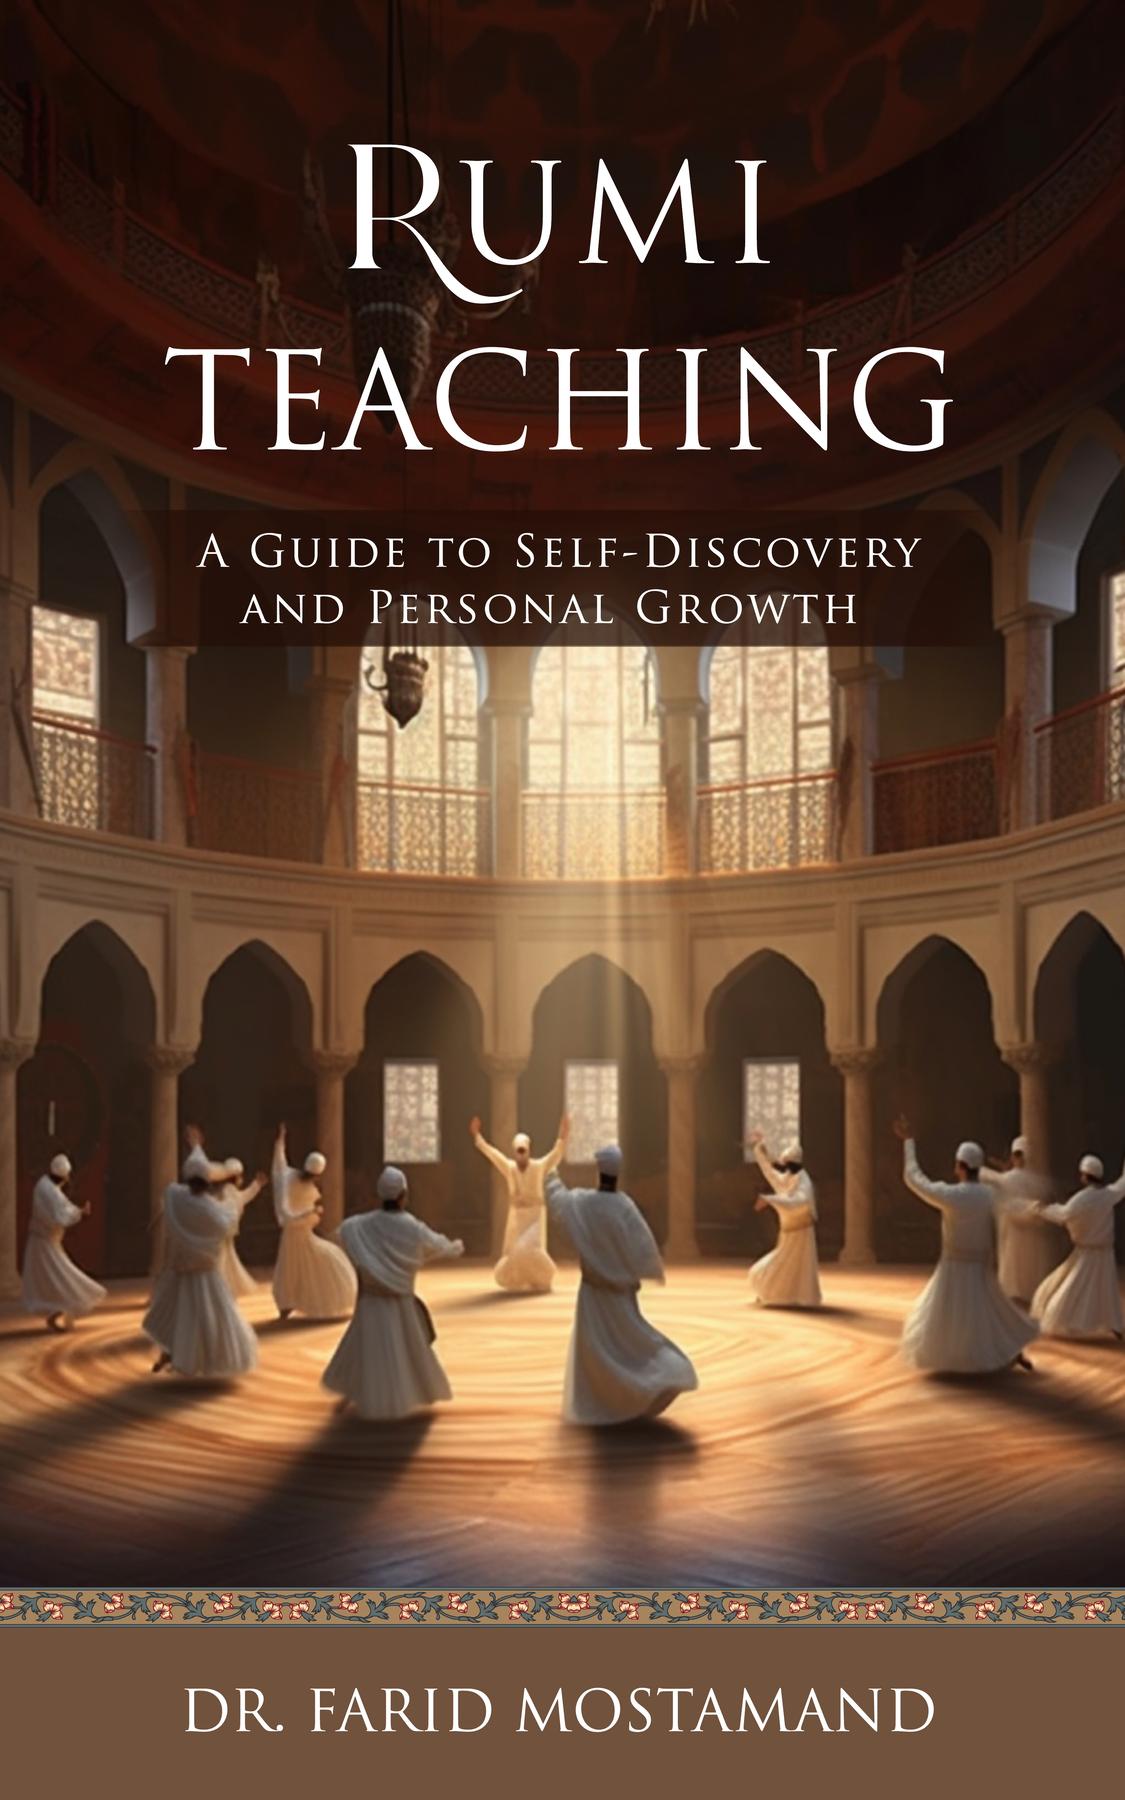 RUMI
TEACHING
A GUIDE TO SELF-DISCOVERY
AND PERSONAL GROWTH
DR. FARID MOSTAMAND